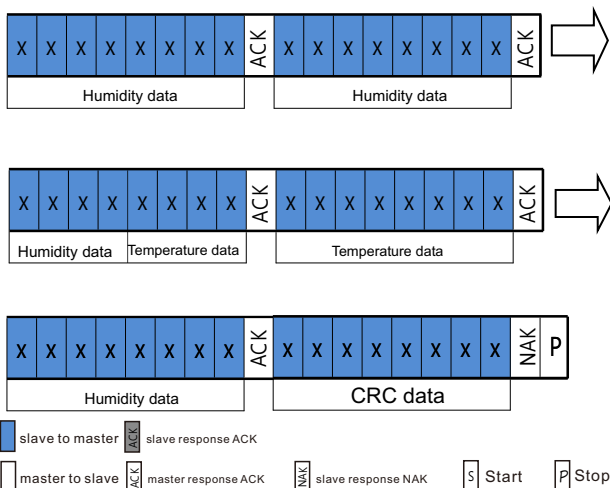 X X X X X X X X ACK X X X X X X X X ACK
Humidity data Humidity data
X X X X X X X X ACK X X X X X X X X ACK
Humidity data Temperature data Temperature data
X X X X X X X X ACK X X X X X X X X NAK P
Humidity data CRC data
slave to master ACK slave response ACK
master to slave ACK master response ACK NAK slave response NAK S Start P Stop